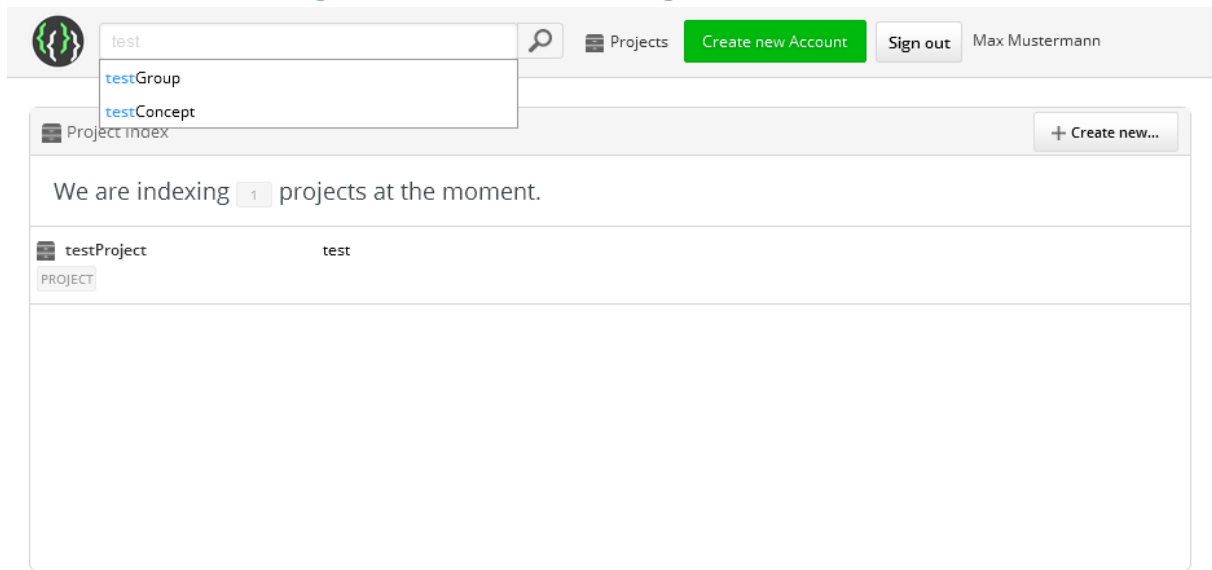 test
Projects
Create new Account
Sign out
Max Mustermann
testGroup
testConcept
Project Index
+ Create new...
We are indexing 1 projects at the moment.
testProject
test
PROJECT